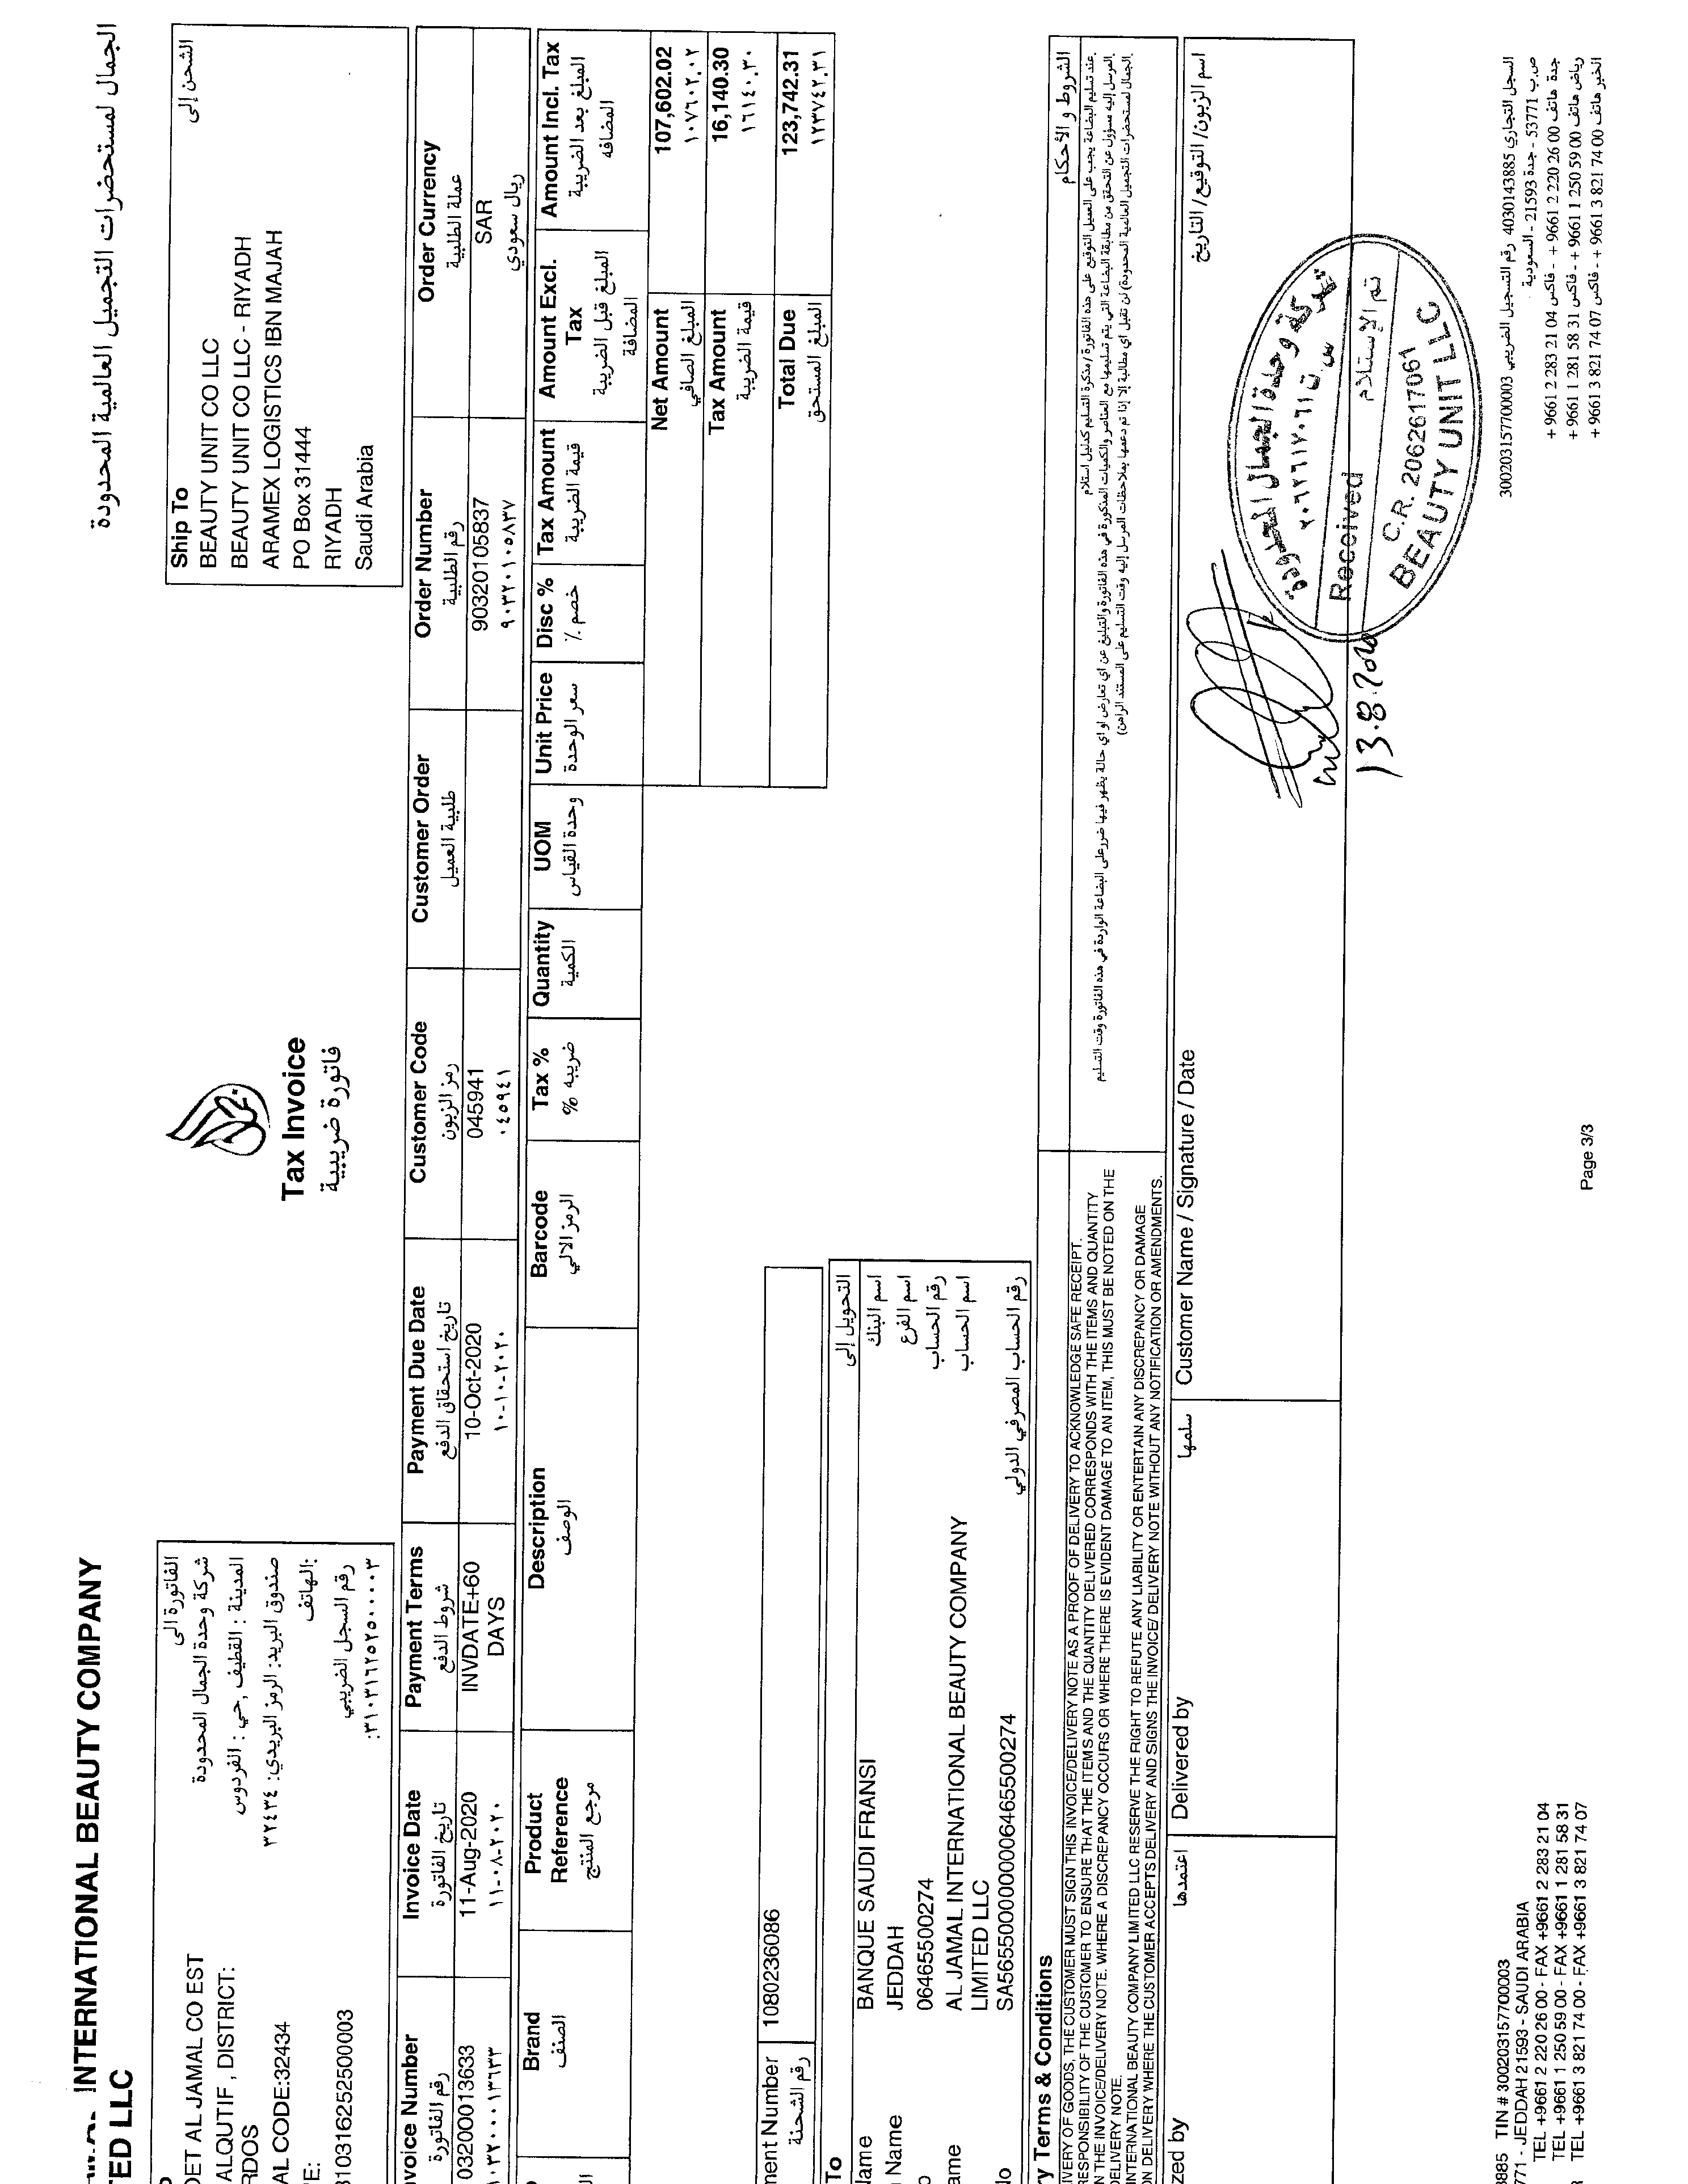 INTERNATIONAL BEAUTY COMPANY
TED LLC
الجمال لمستحضرات التجميل العالمية المحدودة
Tax Invoice
فاتورة ضريبية
الفاتورة إلى
DET AL JAMAL CO EST
شركة وحدة الجمال المحدودة
ALQUTIF , DISTRICT:
المدينة : القطيف ,حي : الفردوس
RDOS
AL CODE:32434
صندوق البريد: الرمز البريدي: ٣٢٤٣٤
الهاتف:
E:
رقم السجل الضريبي
310316252500003
:٣١٠٣١٦٢٥٢٥٠٠٠٠٣
Ship To
الشحن إلى
BEAUTY UNIT CO LLC
BEAUTY UNIT CO LLC - RIYADH
ARAMEX LOGISTICS IBN MAJAH
PO Box 31444
RIYADH
Saudi Arabia
voice Number Invoice Date Payment Terms Payment Due Date Customer Code Customer Order Order Number Order Currency
رقم الفاتورة تاريخ الفاتورة شروط الدفع تاريخ استحقاق الدفع رمز الزبون طلبية العميل رقم الطلبية عملة الطلبية
032000013633 11-Aug-2020 INVDATE+60 DAYS 10-Oct-2020 045941 90320105837 SAR
٠٣٢٠٠٠١٣٦٣٣ ١١-٠٨-٢٠٢٠ ١٠-١٠-٢٠٢٠ ٠٤٥٩٤١ ٩٠٣٢٠١٠٥٨٣٧ ريال سعودي
Brand Product Reference Description Barcode Tax % Quantity UOM Unit Price Disc % Tax Amount Amount Excl. Tax Amount Incl. Tax
الصنف مرجع المنتج الوصف الرمز الالي ضريبه % الكمية وحدة القياس سعر الوحدة خصم ٪ قيمة الضريبة المبلغ قبل الضريبة المضافة المبلغ بعد الضريبة المضافه
Net Amount 107,602.02
المبلغ الصافي ١٠٧٦٠٢.٠٢
Tax Amount 16,140.30
قيمة الضريبة ١٦١٤٠.٣٠
Total Due 123,742.31
المبلغ المستحق ١٢٣٧٤٢.٣١
ment Number 1080236086
رقم الشحنة
To
التحويل إلى
lame BANQUE SAUDI FRANSI اسم البنك
Name JEDDAH اسم الفرع
o 06465500274 رقم الحساب
ame AL JAMAL INTERNATIONAL BEAUTY COMPANY LIMITED LLC اسم الحساب
lo SA5655000000006465500274 رقم الحساب المصرفي الدولي
y Terms & Conditions
الشروط و الأحكام
IVERY OF GOODS, THE CUSTOMER MUST SIGN THIS INVOICE/DELIVERY NOTE AS A PROOF OF DELIVERY TO ACKNOWLEDGE SAFE RECEIPT.
ESPONSIBILITY OF THE CUSTOMER TO ENSURE THAT THE ITEMS AND THE QUANTITY DELIVERED CORRESPONDS WITH THE ITEMS AND QUANTITY
N THE INVOICE/DELIVERY NOTE. WHERE A DISCREPANCY OCCURS OR WHERE THERE IS EVIDENT DAMAGE TO AN ITEM, THIS MUST BE NOTED ON THE
DELIVERY NOTE.
INTERNATIONAL BEAUTY COMPANY LIMITED LLC RESERVE THE RIGHT TO REFUTE ANY LIABILITY OR ENTERTAIN ANY DISCREPANCY OR DAMAGE
ON DELIVERY WHERE THE CUSTOMER ACCEPTS DELIVERY AND SIGNS THE INVOICE/ DELIVERY NOTE WITHOUT ANY NOTIFICATION OR AMENDMENTS.
عند تسليم البضاعة يجب على العميل التوقيع على هذه الفاتورة / مذكرة التسليم كدليل استلام
المرسل إليه مسؤول عن التحقق من مطابقة البضاعة التي يتم تسليمها مع العناصر والكميات المذكورة في هذه الفاتورة والتبليغ عن اي تعارض او اي حالة يظهر فيها ضرر على البضاعة الواردة في هذه الفاتورة وقت التسليم
الجمال لمستحضرات التجميل العالمية المحدودة) لن تقبل اي مطالبة إلا إذا تم دعمها بملاحظات المرسل إليه وقت التسليم على المستند الراهن)
zed by اعتمدها
Delivered by سلمها
Customer Name / Signature / Date اسم الزبون/ التوقيع/ التاريخ
شركة وحدة الجمال المحدودة
س ت ٢٠٦٢٦١٧٠٦١
Received تم الإستلام
C.R. 2062617061
BEAUTY UNIT LLC
13.8.2020
3885 TIN # 300203157700003
771 - JEDDAH 21593 - SAUDI ARABIA
TEL +9661 2 220 26 00 - FAX +9661 2 283 21 04
TEL +9661 1 250 59 00 - FAX +9661 1 281 58 31
R TEL +9661 3 821 74 00 - FAX +9661 3 821 74 07
Page 3/3
السجل التجاري 4030143885 رقم التسجيل الضريبي 300203157700003
ص.ب 53771 - جدة 21593 - السعودية
جدة هاتف 00 26 220 2 9661 + - فاكس 04 21 283 2 9661 +
رياض هاتف 00 59 250 1 9661 + - فاكس 31 58 281 1 9661 +
الخبر هاتف 00 74 821 3 9661 + - فاكس 07 74 821 3 9661 +